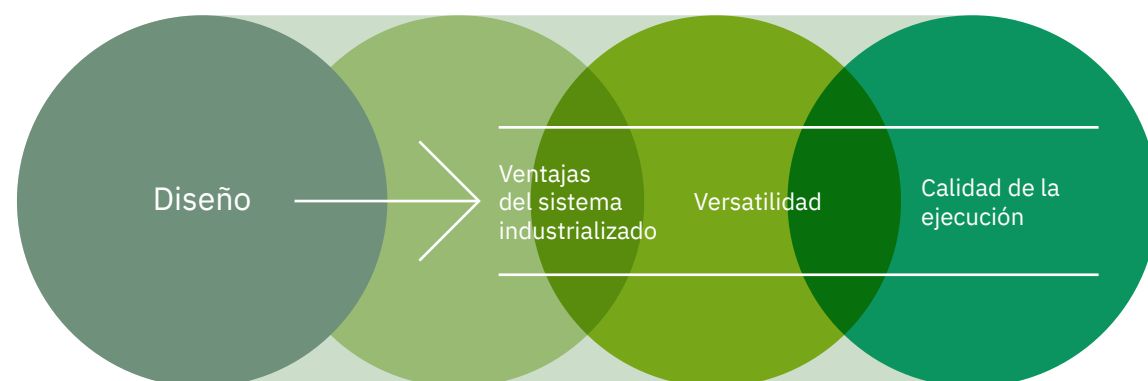 Diseño
Ventajas
del sistema
industrializado
Versatilidad
Calidad de la
ejecución